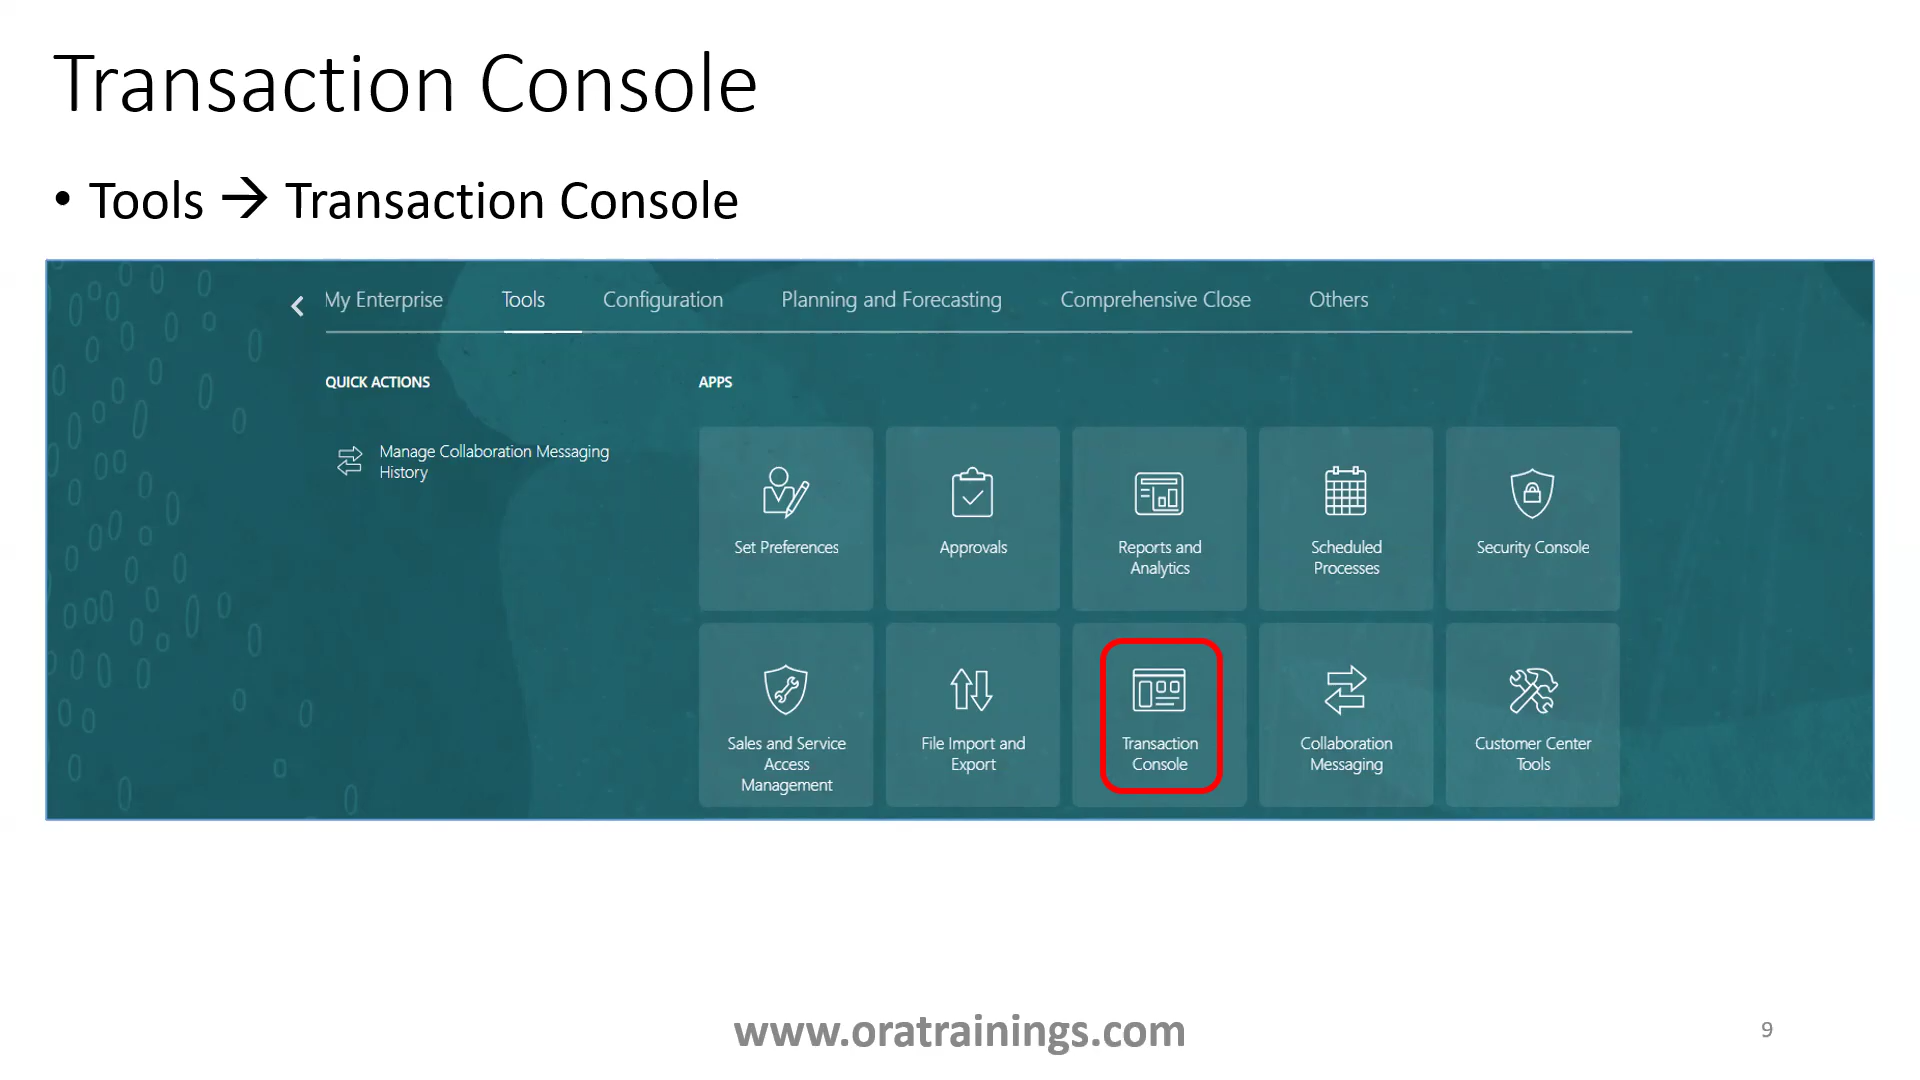 Transaction Console
• Tools → Transaction Console
My Enterprise Tools Configuration Planning and Forecasting Comprehensive Close Others
QUICK ACTIONS
APPS
Manage Collaboration Messaging
History
Set Preferences
Approvals
Reports and
Analytics
Scheduled
Processes
Security Console
Sales and Service
Access
Management
File Import and
Export
Transaction
Console
Collaboration
Messaging
Customer Center
Tools
www.oratrainings.com
9